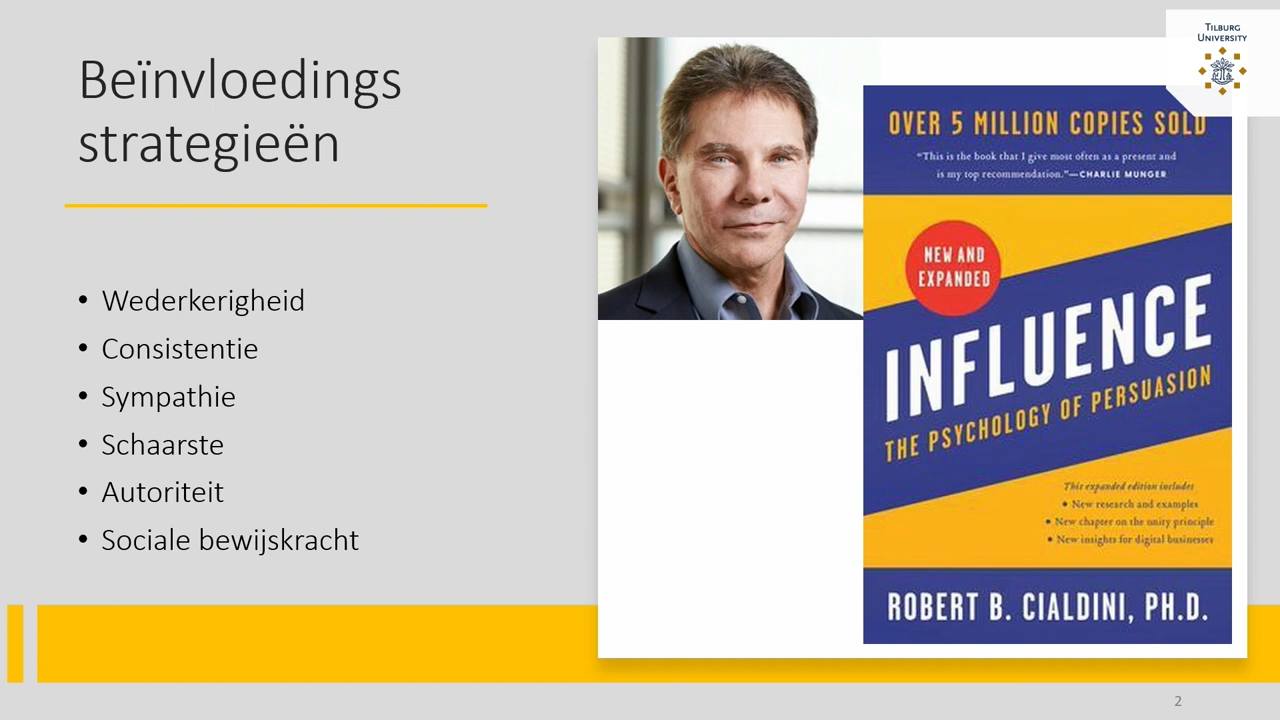 Beïnvloedings
strategieën
• Wederkerigheid
• Consistentie
• Sympathie
• Schaarste
• Autoriteit
• Sociale bewijskracht
TILBURG
UNIVERSITY
OVER 5 MILLION COPIES SOLD
“This is the book that I give most often as a present and
is my top recommendation.”—CHARLIE MUNGER
NEW AND
EXPANDED
INFLUENCE
THE PSYCHOLOGY OF PERSUASION
This expanded edition includes
• New research and examples
• New chapter on the unity principle
• New insights for digital businesses
ROBERT B. CIALDINI, PH.D.
2